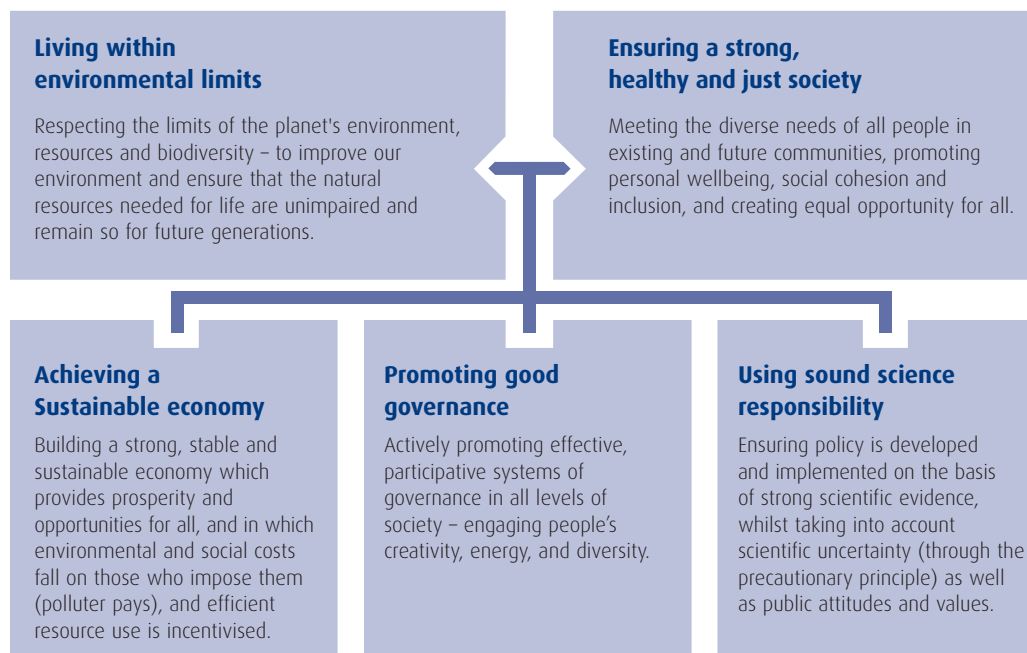 Living within
environmental limits
Respecting the limits of the planet's environment,
resources and biodiversity – to improve our
environment and ensure that the natural
resources needed for life are unimpaired and
remain so for future generations.
Ensuring a strong,
healthy and just society
Meeting the diverse needs of all people in
existing and future communities, promoting
personal wellbeing, social cohesion and
inclusion, and creating equal opportunity for all.
Achieving a
Sustainable economy
Building a strong, stable and
sustainable economy which
provides prosperity and
opportunities for all, and in which
environmental and social costs
fall on those who impose them
(polluter pays), and efficient
resource use is incentivised.
Promoting good
governance
Actively promoting effective,
participative systems of
governance in all levels of
society – engaging people’s
creativity, energy, and diversity.
Using sound science
responsibility
Ensuring policy is developed
and implemented on the basis
of strong scientific evidence,
whilst taking into account
scientific uncertainty (through the
precautionary principle) as well
as public attitudes and values.